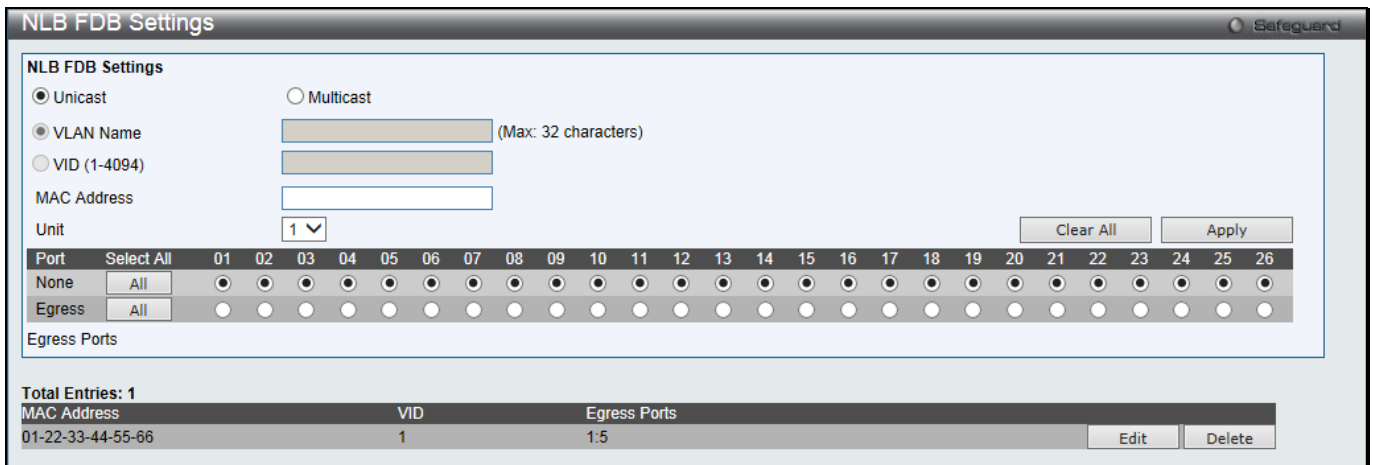 NLB FDB Settings
Safeguard
NLB FDB Settings
Unicast Multicast
VLAN Name (Max: 32 characters)
VID (1-4094)
MAC Address
Unit 1 Clear All Apply
Port Select All 01 02 03 04 05 06 07 08 09 10 11 12 13 14 15 16 17 18 19 20 21 22 23 24 25 26
None All
Egress All
Egress Ports
Total Entries: 1
MAC Address VID Egress Ports
01-22-33-44-55-66 1 1:5 Edit Delete